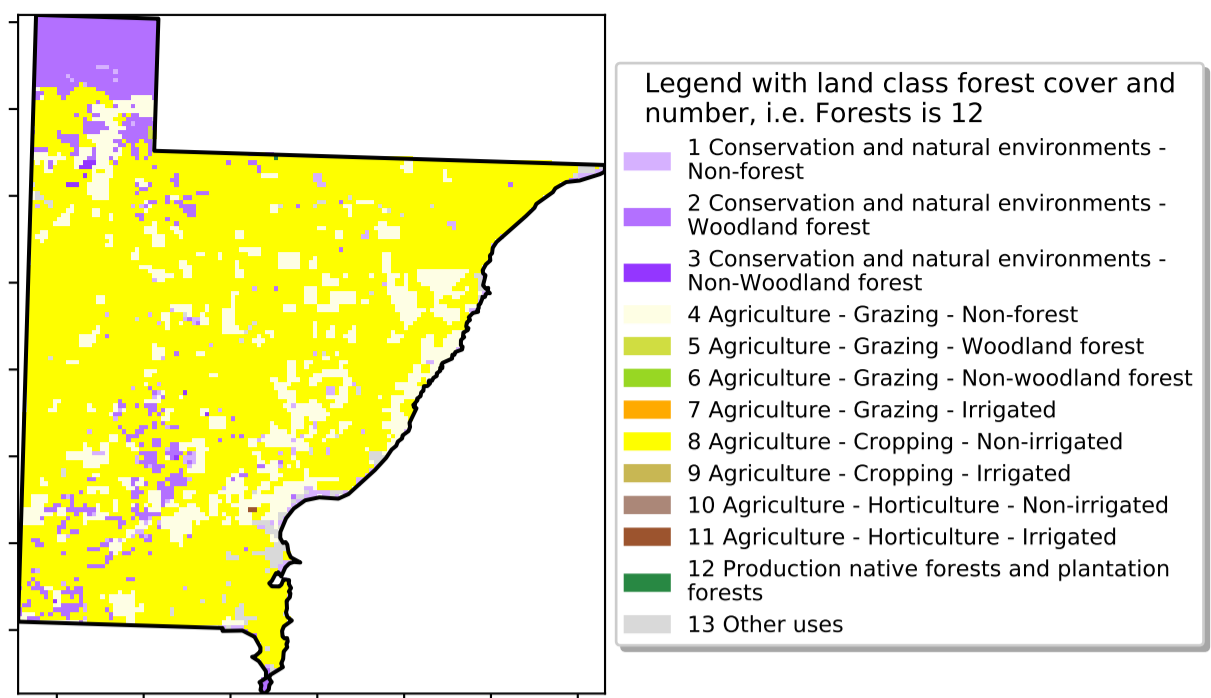 Legend with land class forest cover and
number, i.e. Forests is 12
1 Conservation and natural environments -
Non-forest
2 Conservation and natural environments -
Woodland forest
3 Conservation and natural environments -
Non-Woodland forest
4 Agriculture - Grazing - Non-forest
5 Agriculture - Grazing - Woodland forest
6 Agriculture - Grazing - Non-woodland forest
7 Agriculture - Grazing - Irrigated
8 Agriculture - Cropping - Non-irrigated
9 Agriculture - Cropping - Irrigated
10 Agriculture - Horticulture - Non-irrigated
11 Agriculture - Horticulture - Irrigated
12 Production native forests and plantation
forests
13 Other uses